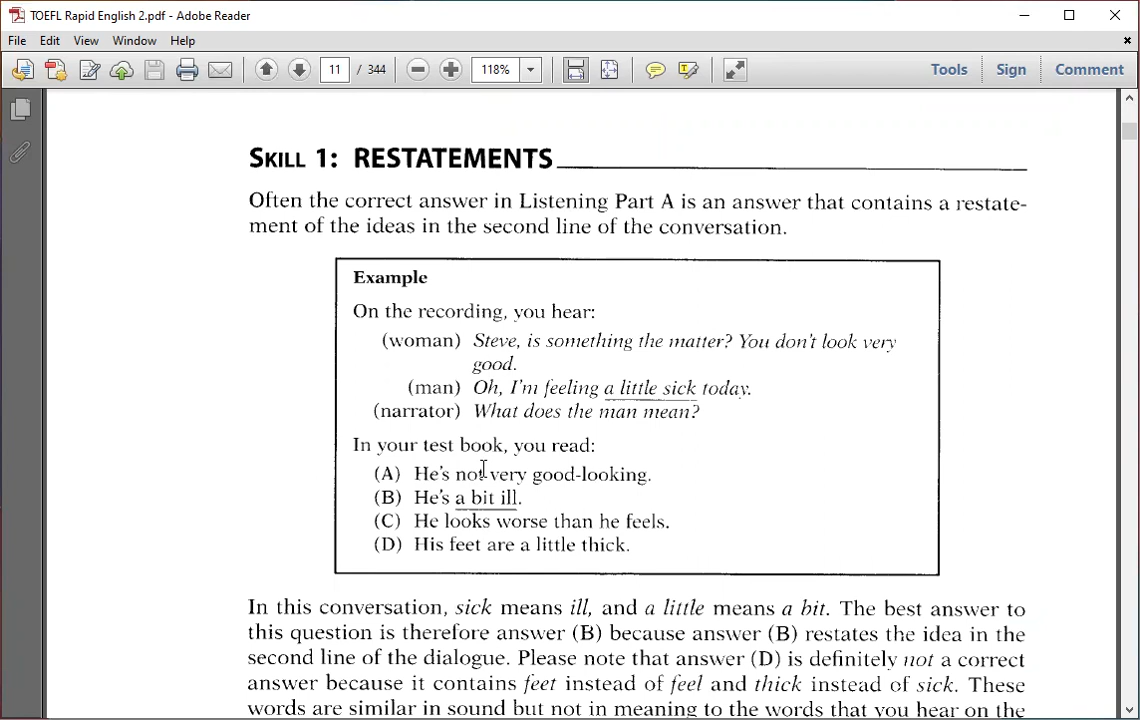 TOEFL Rapid English 2.pdf - Adobe Reader
File Edit View Window Help
11 / 344 118% Tools Sign Comment
SKILL 1: RESTATEMENTS
Often the correct answer in Listening Part A is an answer that contains a restate-
ment of the ideas in the second line of the conversation.
Example
On the recording, you hear:
(woman) Steve, is something the matter? You don't look very
good.
(man) Oh, I'm feeling a little sick today.
(narrator) What does the man mean?
In your test book, you read:
(A) He's not very good-looking.
(B) He's a bit ill.
(C) He looks worse than he feels.
(D) His feet are a little thick.
In this conversation, sick means ill, and a little means a bit. The best answer to
this question is therefore answer (B) because answer (B) restates the idea in the
second line of the dialogue. Please note that answer (D) is definitely not a correct
answer because it contains feet instead of feel and thick instead of sick. These
words are similar in sound but not in meaning to the words that you hear on the